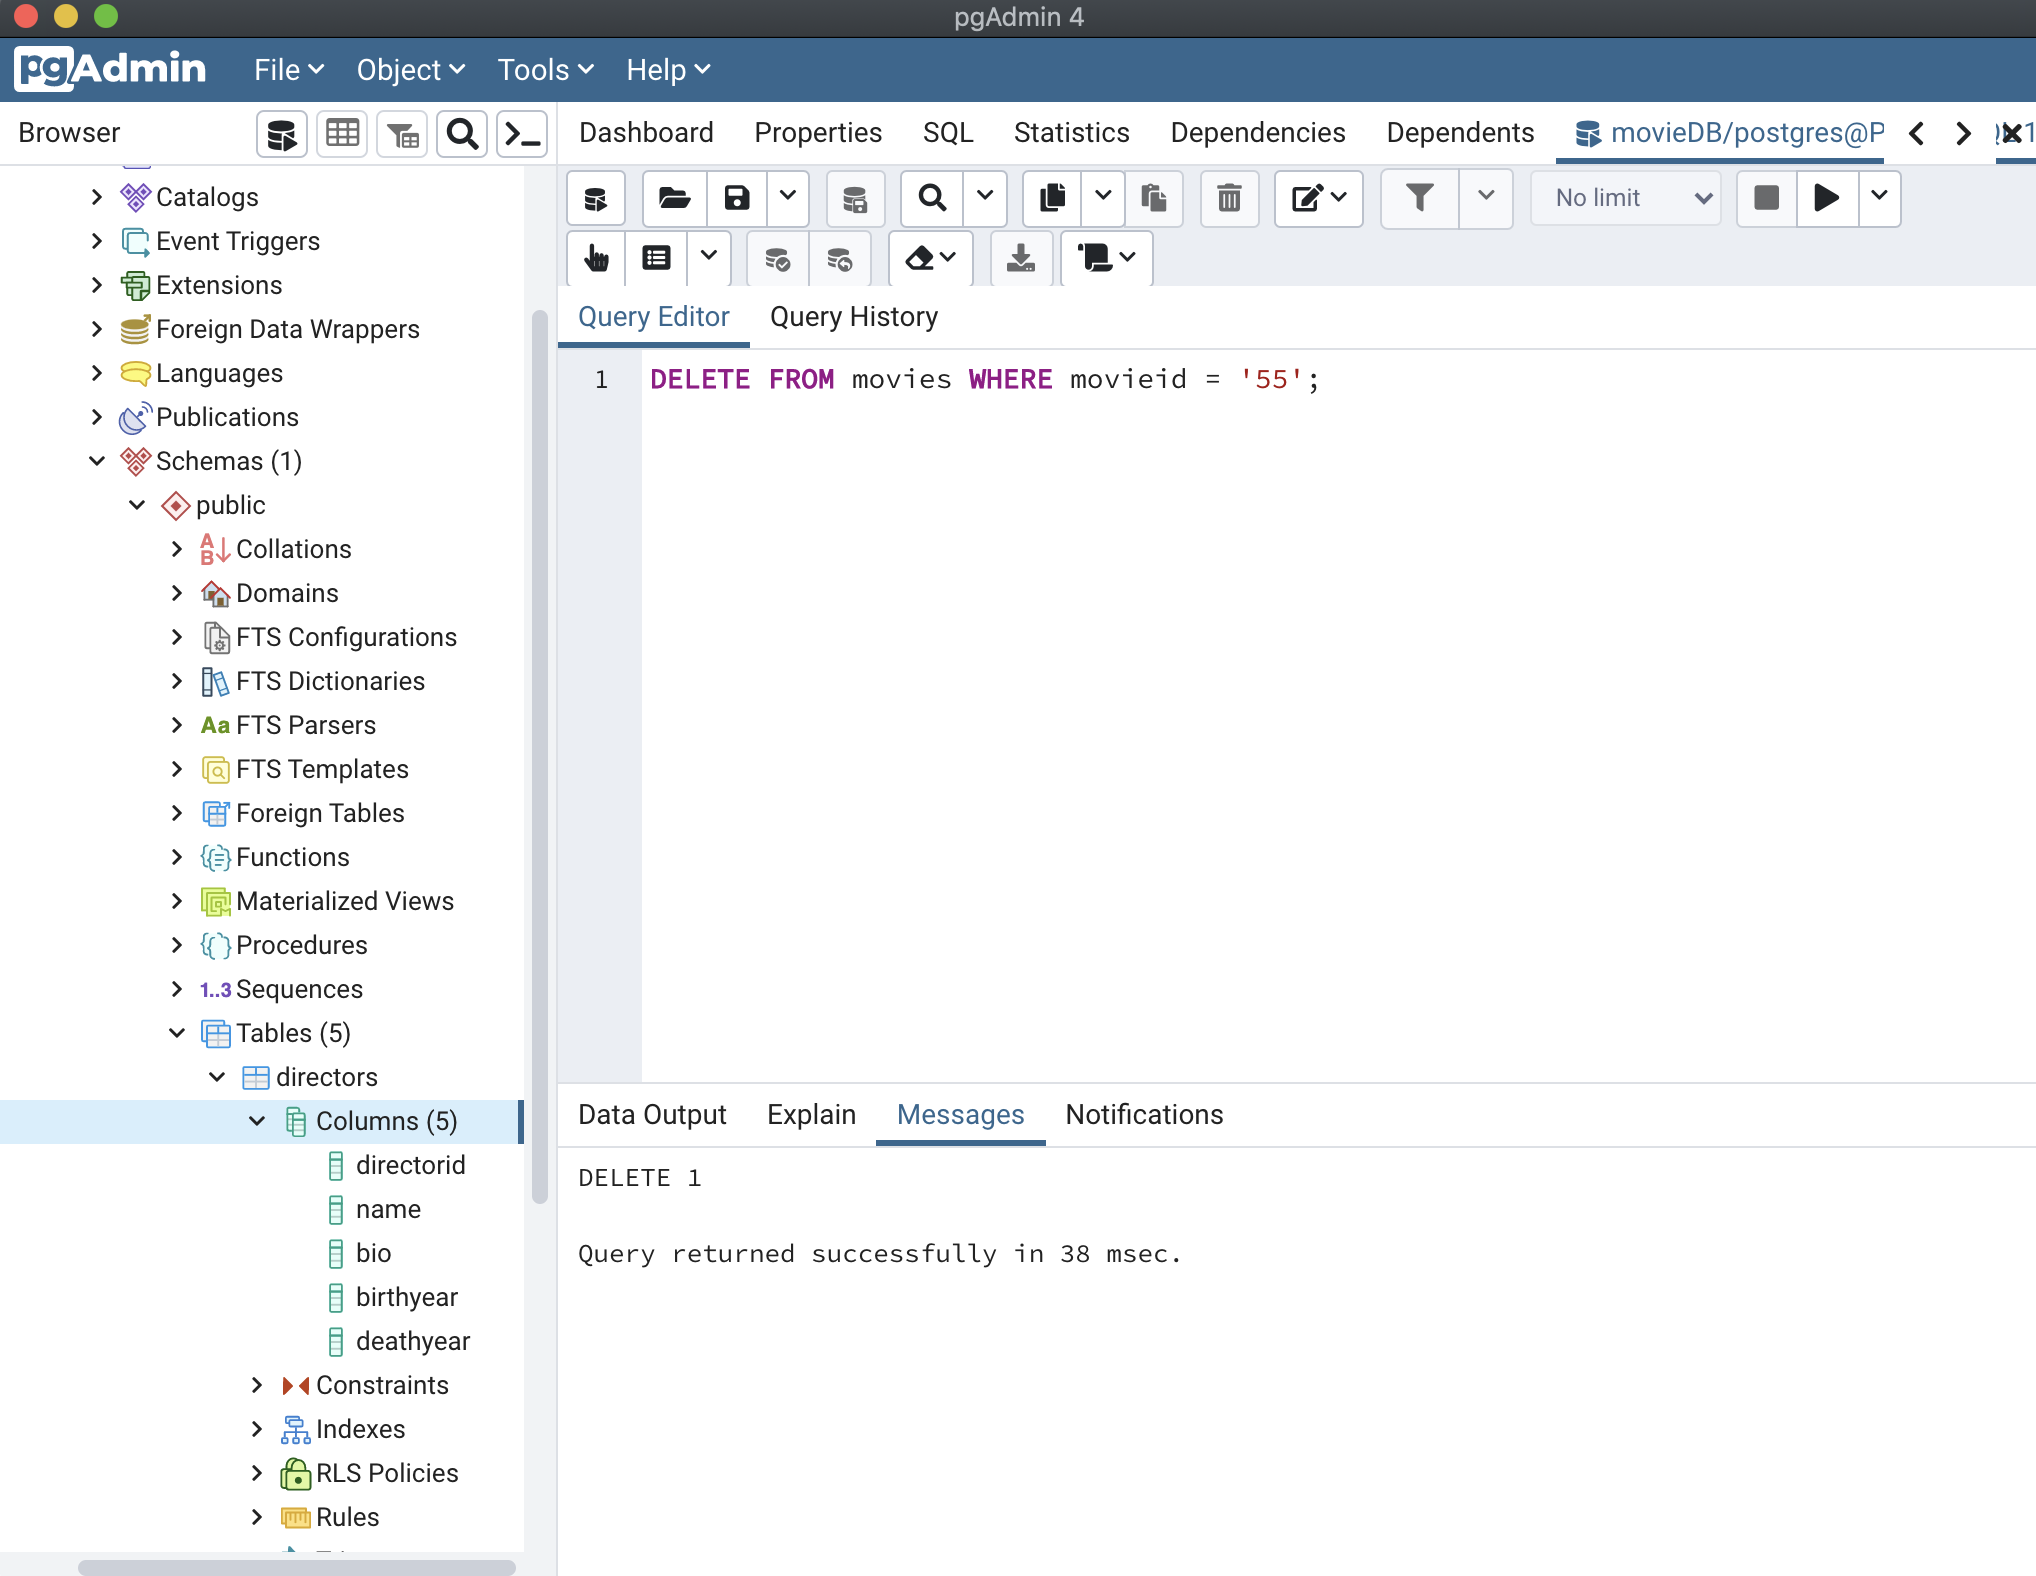 pgAdmin 4
pgAdmin File Object Tools Help
Browser
Dashboard Properties SQL Statistics Dependencies Dependents movieDB/postgres@P
Catalogs
Event Triggers
Extensions
Foreign Data Wrappers
Languages
Publications
Schemas (1)
public
Collations
Domains
FTS Configurations
FTS Dictionaries
Aa FTS Parsers
FTS Templates
Foreign Tables
Functions
Materialized Views
Procedures
1..3 Sequences
Tables (5)
directors
Columns (5)
directorid
name
bio
birthyear
deathyear
Constraints
Indexes
RLS Policies
Rules
No limit
Query Editor Query History
1 DELETE FROM movies WHERE movieid = '55';
Data Output Explain Messages Notifications
DELETE 1
Query returned successfully in 38 msec.